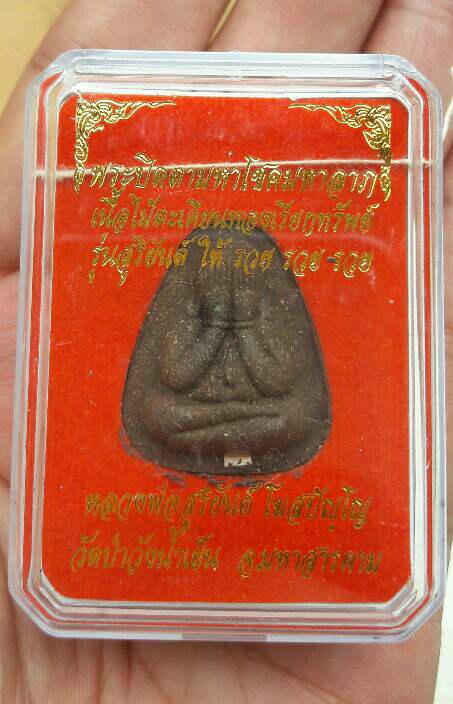 พระปิดตามหาโชคมหาลาภ
เนื้อไม้ตะเคียนทองเรียกทรัพย์
รุ่นสุริยันต์ ให้ รวย รวย รวย
หลวงพ่อสุริยันต์ โฆสปัญโญ
วัดป่าวังน้ำเย็น จ.มหาสารคาม